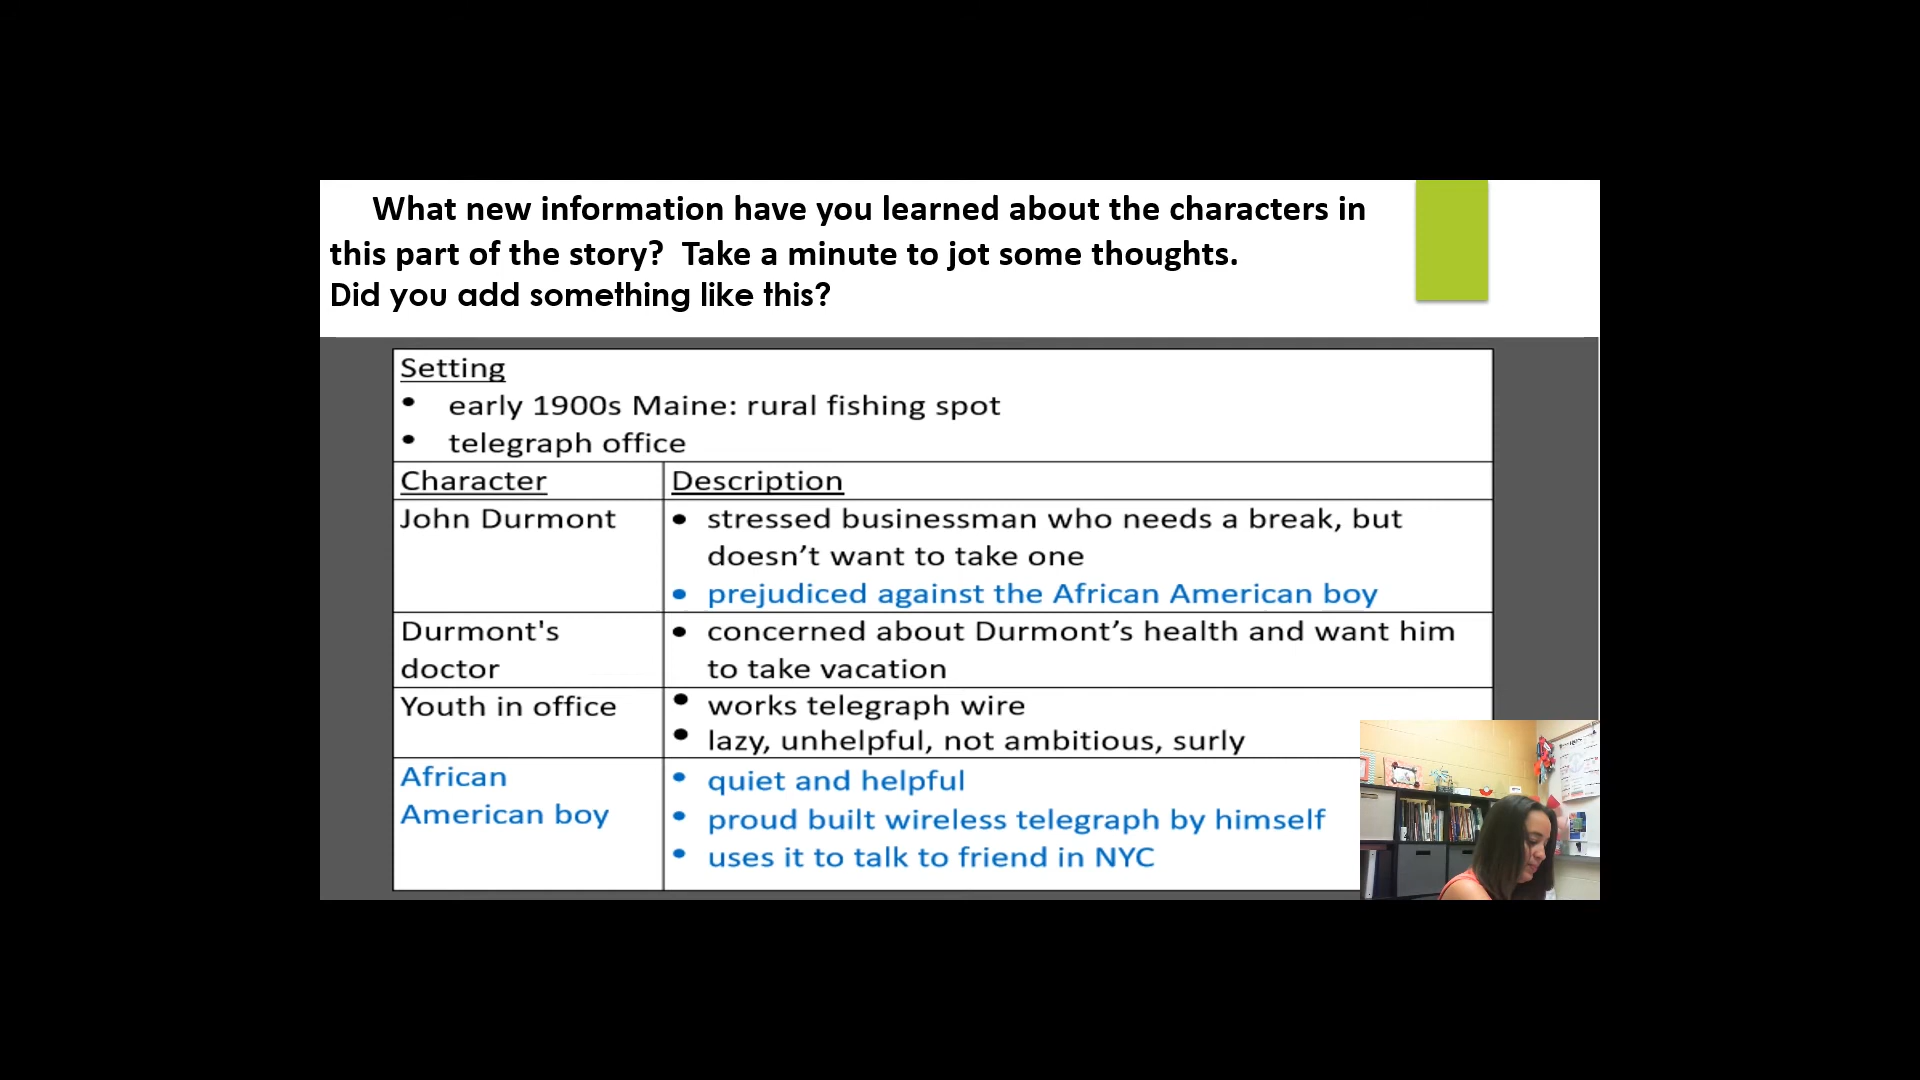 What new information have you learned about the characters in
this part of the story? Take a minute to jot some thoughts.
Did you add something like this?
Setting
• early 1900s Maine: rural fishing spot
• telegraph office
Character Description
John Durmont
• stressed businessman who needs a break, but
doesn’t want to take one
• prejudiced against the African American boy
Durmont's
doctor
• concerned about Durmont’s health and want him
to take vacation
Youth in office
• works telegraph wire
• lazy, unhelpful, not ambitious, surly
African
American boy
• quiet and helpful
• proud built wireless telegraph by himself
• uses it to talk to friend in NYC